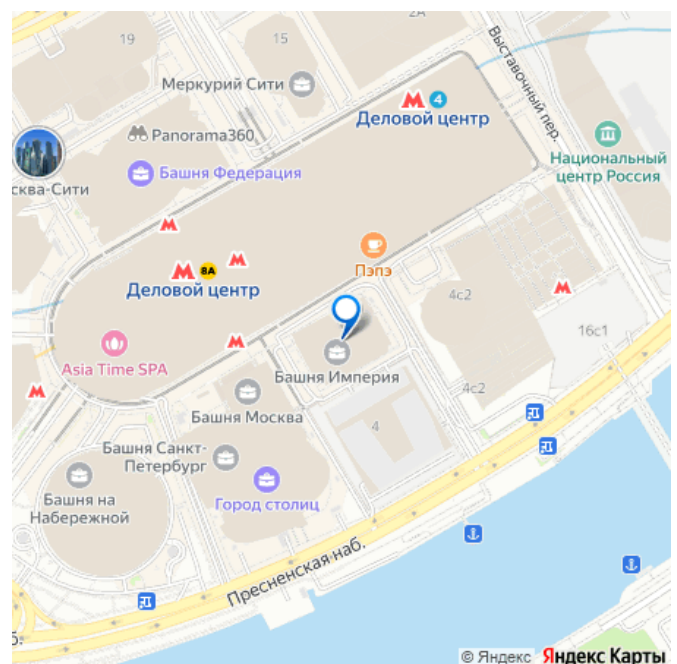 2А
19
15
Выставочный пер.
Меркурий Сити
4
Деловой центр
Panorama360
Национальный
центр Россия
сква-Сити
Башня Федерация
8А
Деловой центр
Пэпэ
4с2
16с1
Asia Time SPA
Башня Империя
4с2
Башня Москва
4
Башня Санкт-
Петербург
Башня на
Набережной
Город столиц
Пресненская наб.
б.
© Яндекс Яндекс Карты